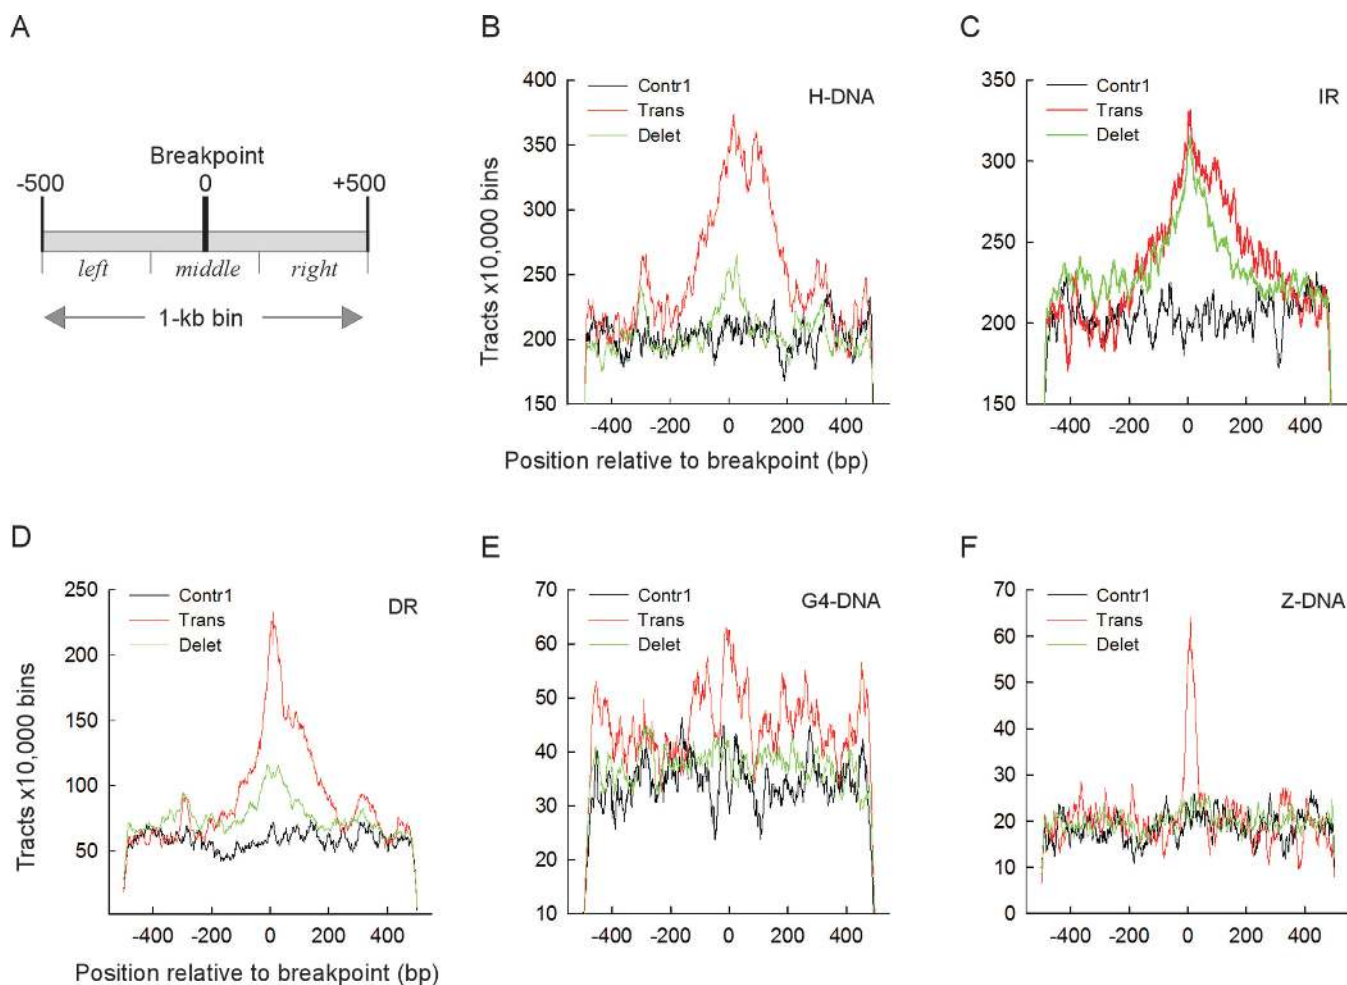 A
Breakpoint
-500 0 +500
left middle right
1-kb bin
B
Contr1
Trans
Delet
H-DNA
Tracts x10,000 bins
400
350
300
250
200
150
-400 -200 0 200 400
Position relative to breakpoint (bp)
C
Contr1
Trans
Delet
IR
350
300
250
200
150
-400 -200 0 200 400
D
Contr1
Trans
Delet
DR
Tracts x10,000 bins
250
200
150
100
50
-400 -200 0 200 400
Position relative to breakpoint (bp)
E
Contr1
Trans
Delet
G4-DNA
70
60
50
40
30
20
10
-400 -200 0 200 400
F
Contr1
Trans
Delet
Z-DNA
70
60
50
40
30
20
10
0
-400 -200 0 200 400